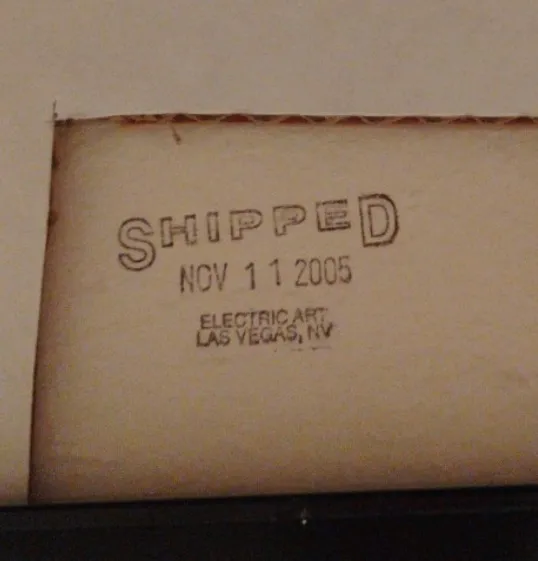 SHIPPED
NOV 11 2005
ELECTRIC ART
LAS VEGAS, NV